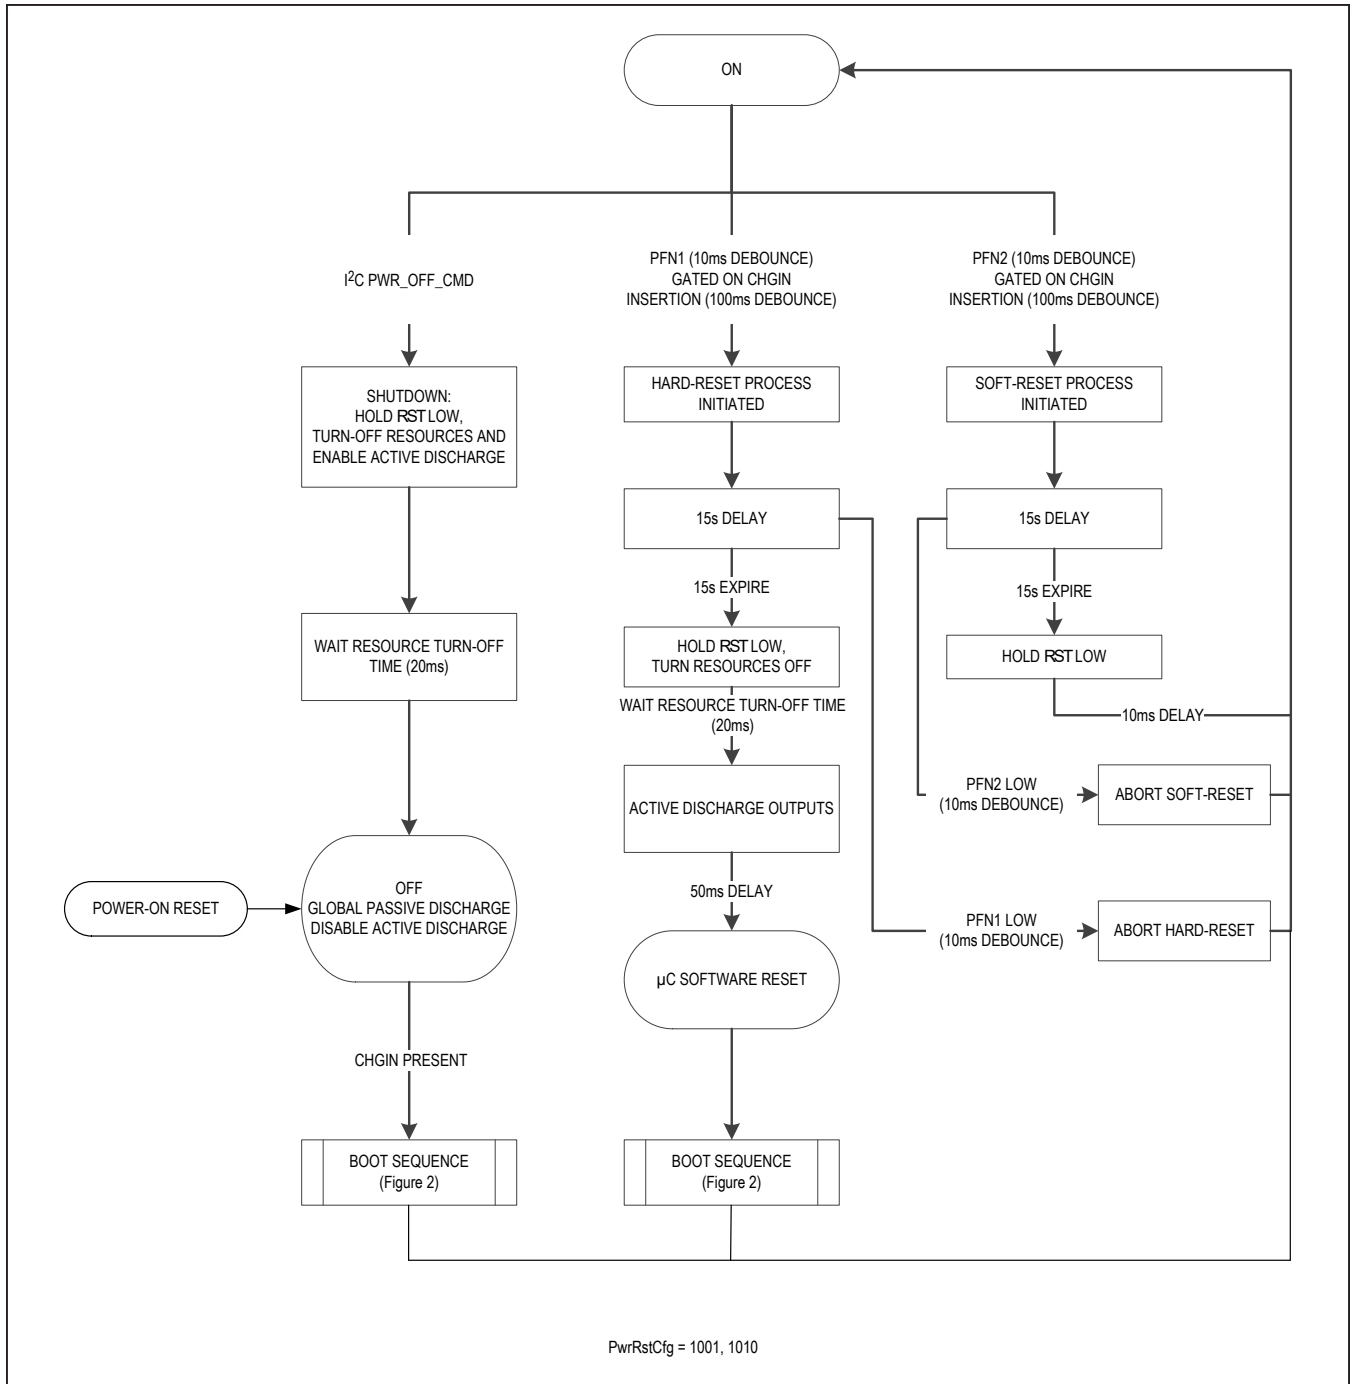 ON
I²C PWR_OFF_CMD
SHUTDOWN:
HOLD RST LOW,
TURN-OFF RESOURCES AND
ENABLE ACTIVE DISCHARGE
WAIT RESOURCE TURN-OFF
TIME (20ms)
POWER-ON RESET
OFF
GLOBAL PASSIVE DISCHARGE
DISABLE ACTIVE DISCHARGE
CHGIN PRESENT
BOOT SEQUENCE
(Figure 2)
PFN1 (10ms DEBOUNCE)
GATED ON CHGIN
INSERTION (100ms DEBOUNCE)
HARD-RESET PROCESS
INITIATED
15s DELAY
15s EXPIRE
HOLD RST LOW,
TURN RESOURCES OFF
WAIT RESOURCE TURN-OFF TIME
(20ms)
ACTIVE DISCHARGE OUTPUTS
50ms DELAY
µC SOFTWARE RESET
BOOT SEQUENCE
(Figure 2)
PFN2 (10ms DEBOUNCE)
GATED ON CHGIN
INSERTION (100ms DEBOUNCE)
SOFT-RESET PROCESS
INITIATED
15s DELAY
15s EXPIRE
HOLD RST LOW
10ms DELAY
PFN2 LOW
(10ms DEBOUNCE)
ABORT SOFT-RESET
PFN1 LOW
(10ms DEBOUNCE)
ABORT HARD-RESET
PwrRstCfg = 1001, 1010